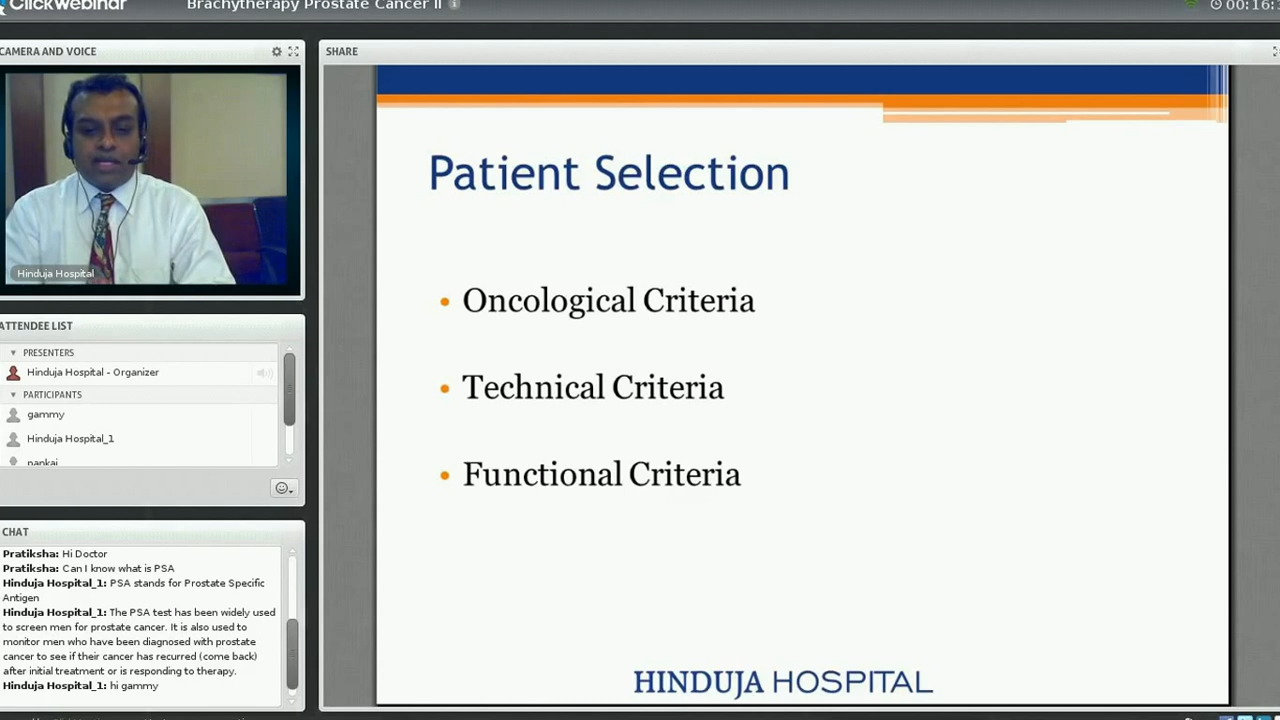 ClickWebinar
Brachytherapy Prostate Cancer II
00:16:
CAMERA AND VOICE
Hinduja Hospital
ATTENDEE LIST
PRESENTERS
Hinduja Hospital - Organizer
PARTICIPANTS
gammy
Hinduja Hospital_1
pankaj
CHAT
Pratiksha: Hi Doctor
Pratiksha: Can I know what is PSA
Hinduja Hospital_1: PSA stands for Prostate Specific
Antigen
Hinduja Hospital_1: The PSA test has been widely used
to screen men for prostate cancer. It is also used to
monitor men who have been diagnosed with prostate
cancer to see if their cancer has recurred (come back)
after initial treatment or is responding to therapy.
Hinduja Hospital_1: hi gammy
SHARE
Patient Selection
• Oncological Criteria
• Technical Criteria
• Functional Criteria
HINDUJA HOSPITAL